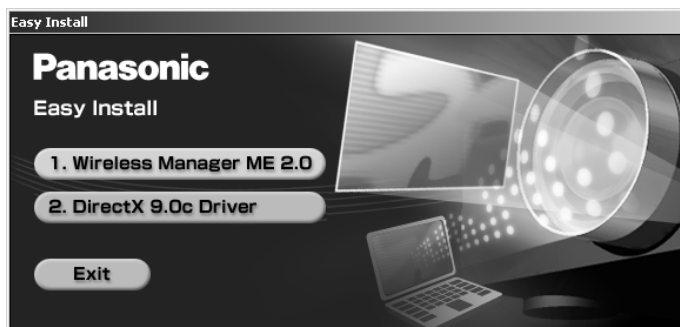 Easy Install
Panasonic
Easy Install
1. Wireless Manager ME 2.0
2. DirectX 9.0c Driver
Exit